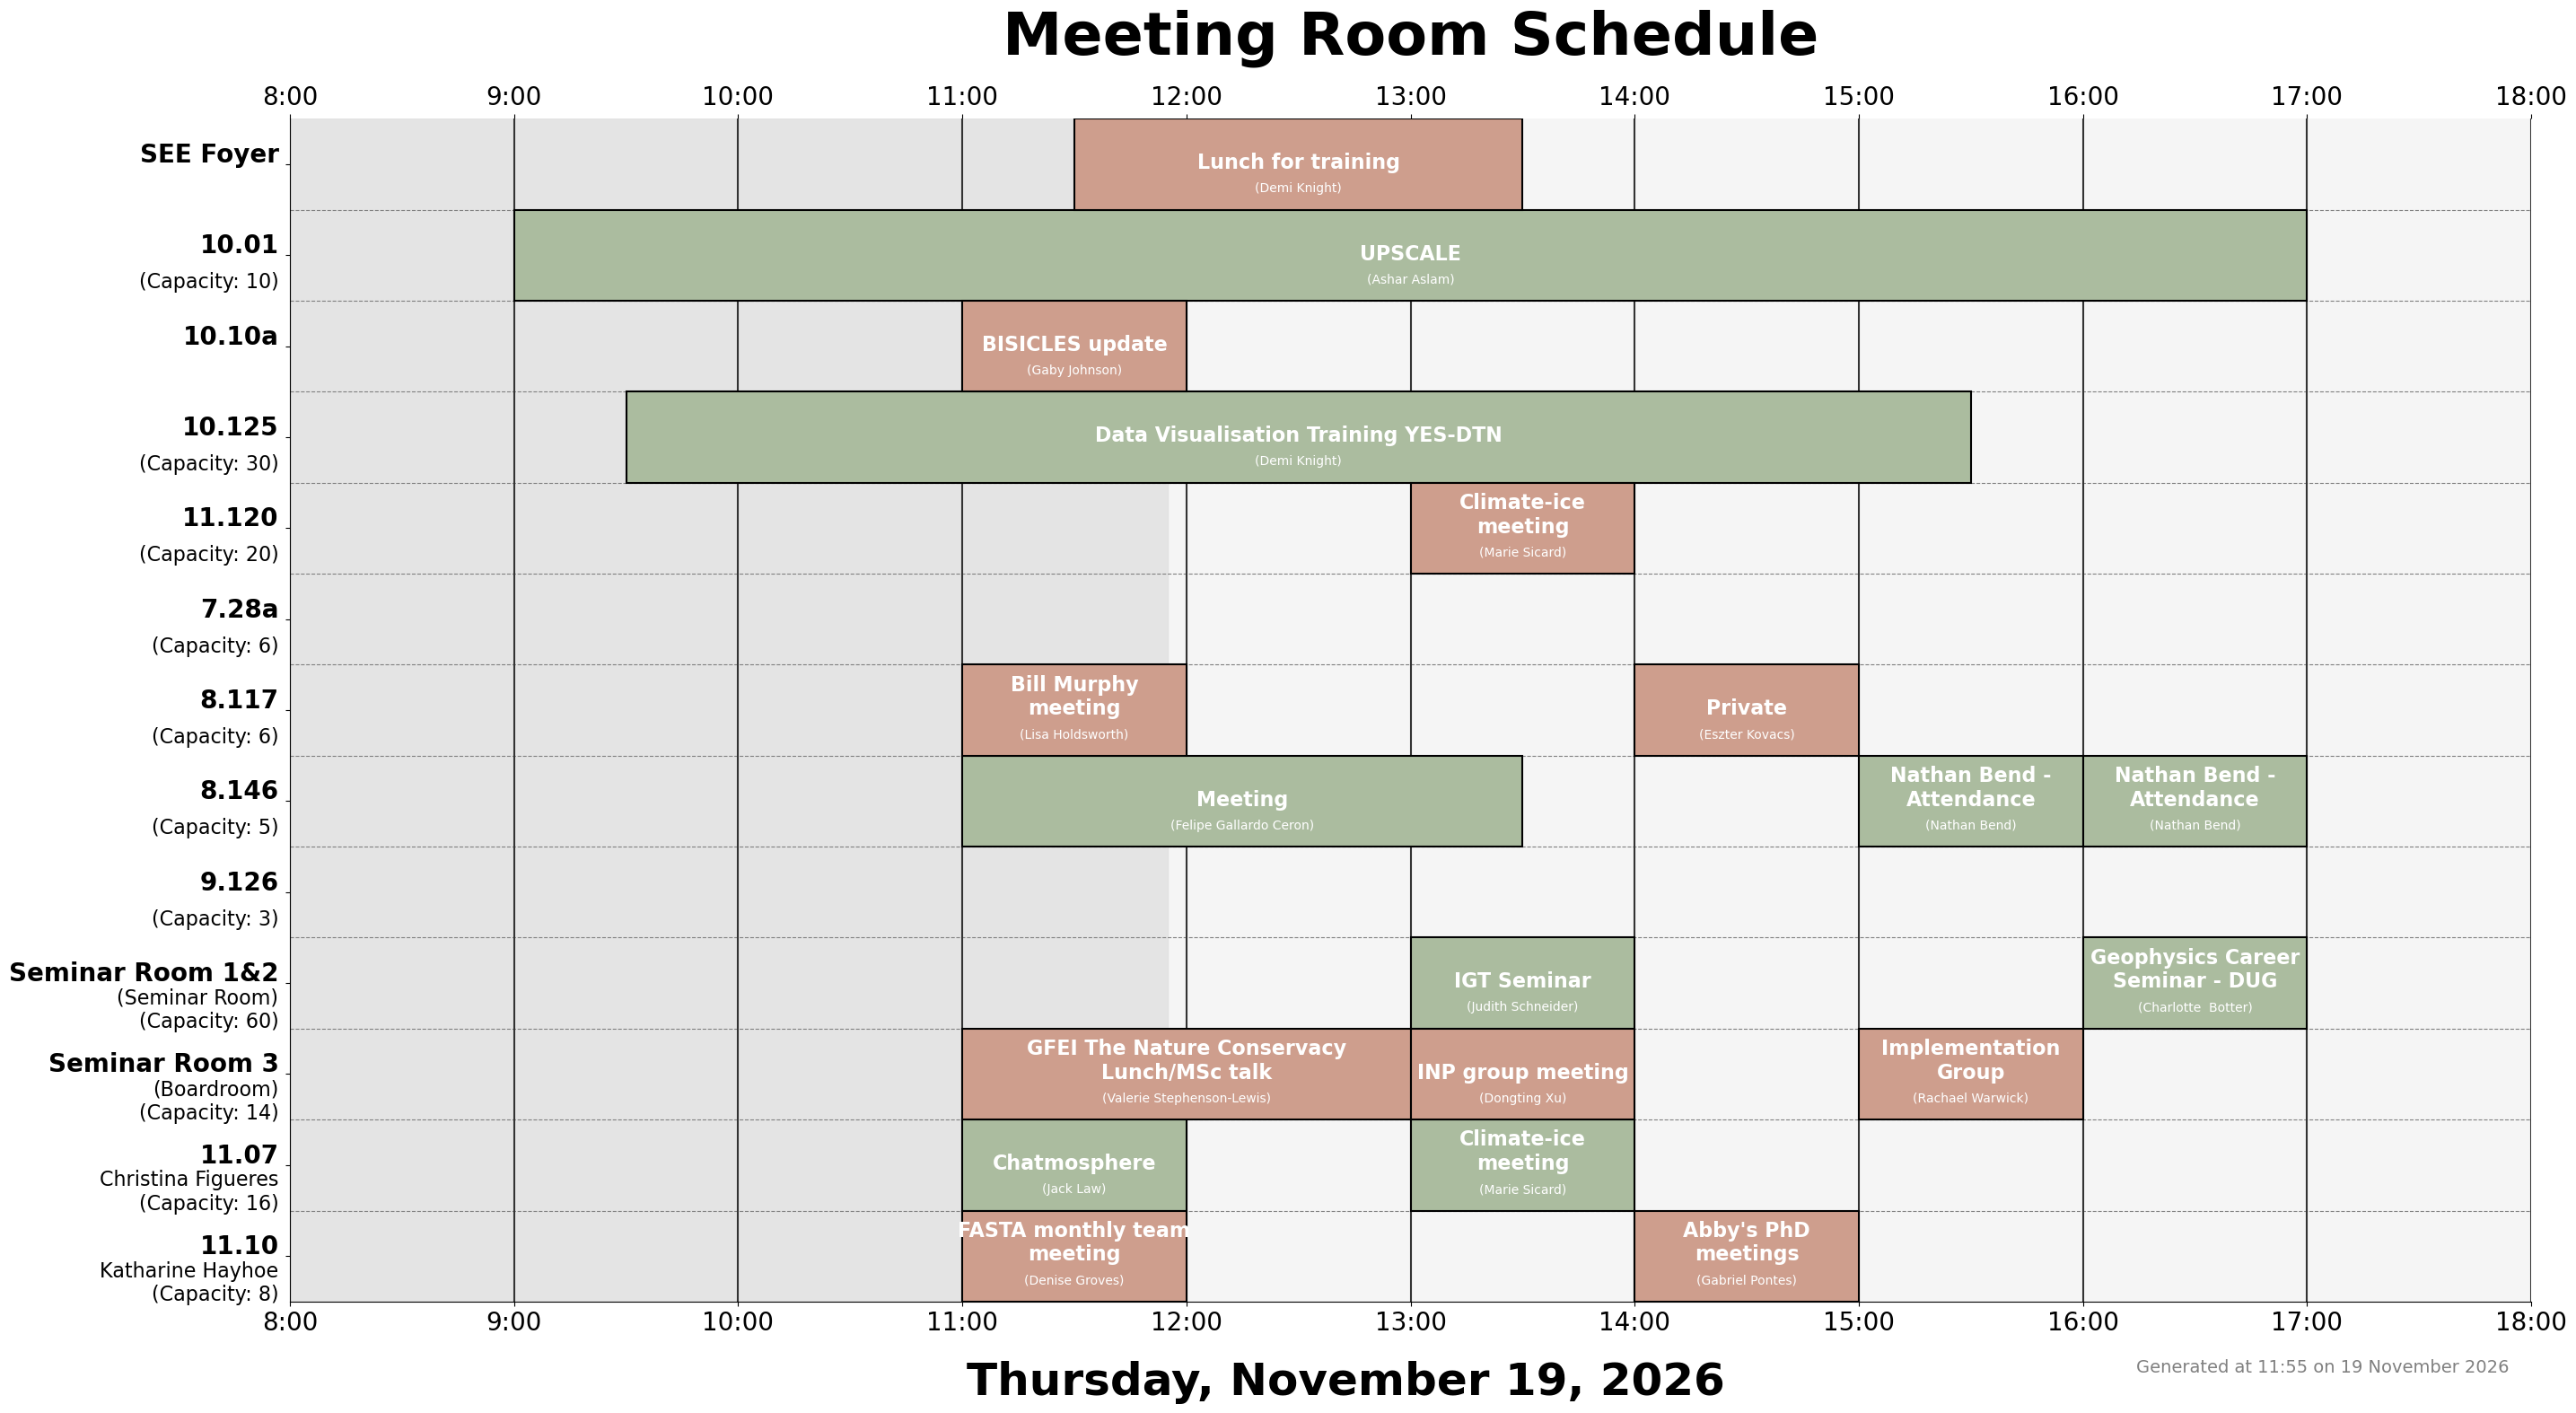 Meeting Room Schedule
8:00 9:00 10:00 11:00 12:00 13:00 14:00 15:00 16:00 17:00 18:00
SEE Foyer
Lunch for training
(Demi Knight)
10.01
(Capacity: 10)
UPSCALE
(Ashar Aslam)
10.10a
BISICLES update
(Gaby Johnson)
10.125
(Capacity: 30)
Data Visualisation Training YES-DTN
(Demi Knight)
11.120
(Capacity: 20)
Climate-ice
meeting
(Marie Sicard)
7.28a
(Capacity: 6)
8.117
(Capacity: 6)
Bill Murphy
meeting
(Lisa Holdsworth)
Private
(Eszter Kovacs)
8.146
(Capacity: 5)
Meeting
(Felipe Gallardo Ceron)
Nathan Bend -
Attendance
(Nathan Bend)
Nathan Bend -
Attendance
(Nathan Bend)
9.126
(Capacity: 3)
Seminar Room 1&2
(Seminar Room)
(Capacity: 60)
IGT Seminar
(Judith Schneider)
Geophysics Career
Seminar - DUG
(Charlotte  Botter)
Seminar Room 3
(Boardroom)
(Capacity: 14)
GFEI The Nature Conservacy
Lunch/MSc talk
(Valerie Stephenson-Lewis)
INP group meeting
(Dongting Xu)
Implementation
Group
(Rachael Warwick)
11.07
Christina Figueres
(Capacity: 16)
Chatmosphere
(Jack Law)
Climate-ice
meeting
(Marie Sicard)
11.10
Katharine Hayhoe
(Capacity: 8)
FASTA monthly team
meeting
(Denise Groves)
Abby's PhD
meetings
(Gabriel Pontes)
8:00 9:00 10:00 11:00 12:00 13:00 14:00 15:00 16:00 17:00 18:00
Thursday, November 19, 2026
Generated at 11:55 on 19 November 2026